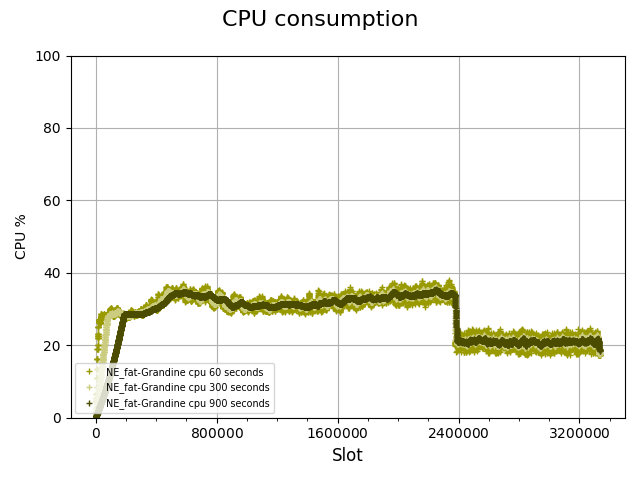 CPU consumption
100
80
60
40
20
0
CPU %
NE_fat-Grandine cpu 60 seconds
NE_fat-Grandine cpu 300 seconds
NE_fat-Grandine cpu 900 seconds
0 800000 1600000 2400000 3200000
Slot